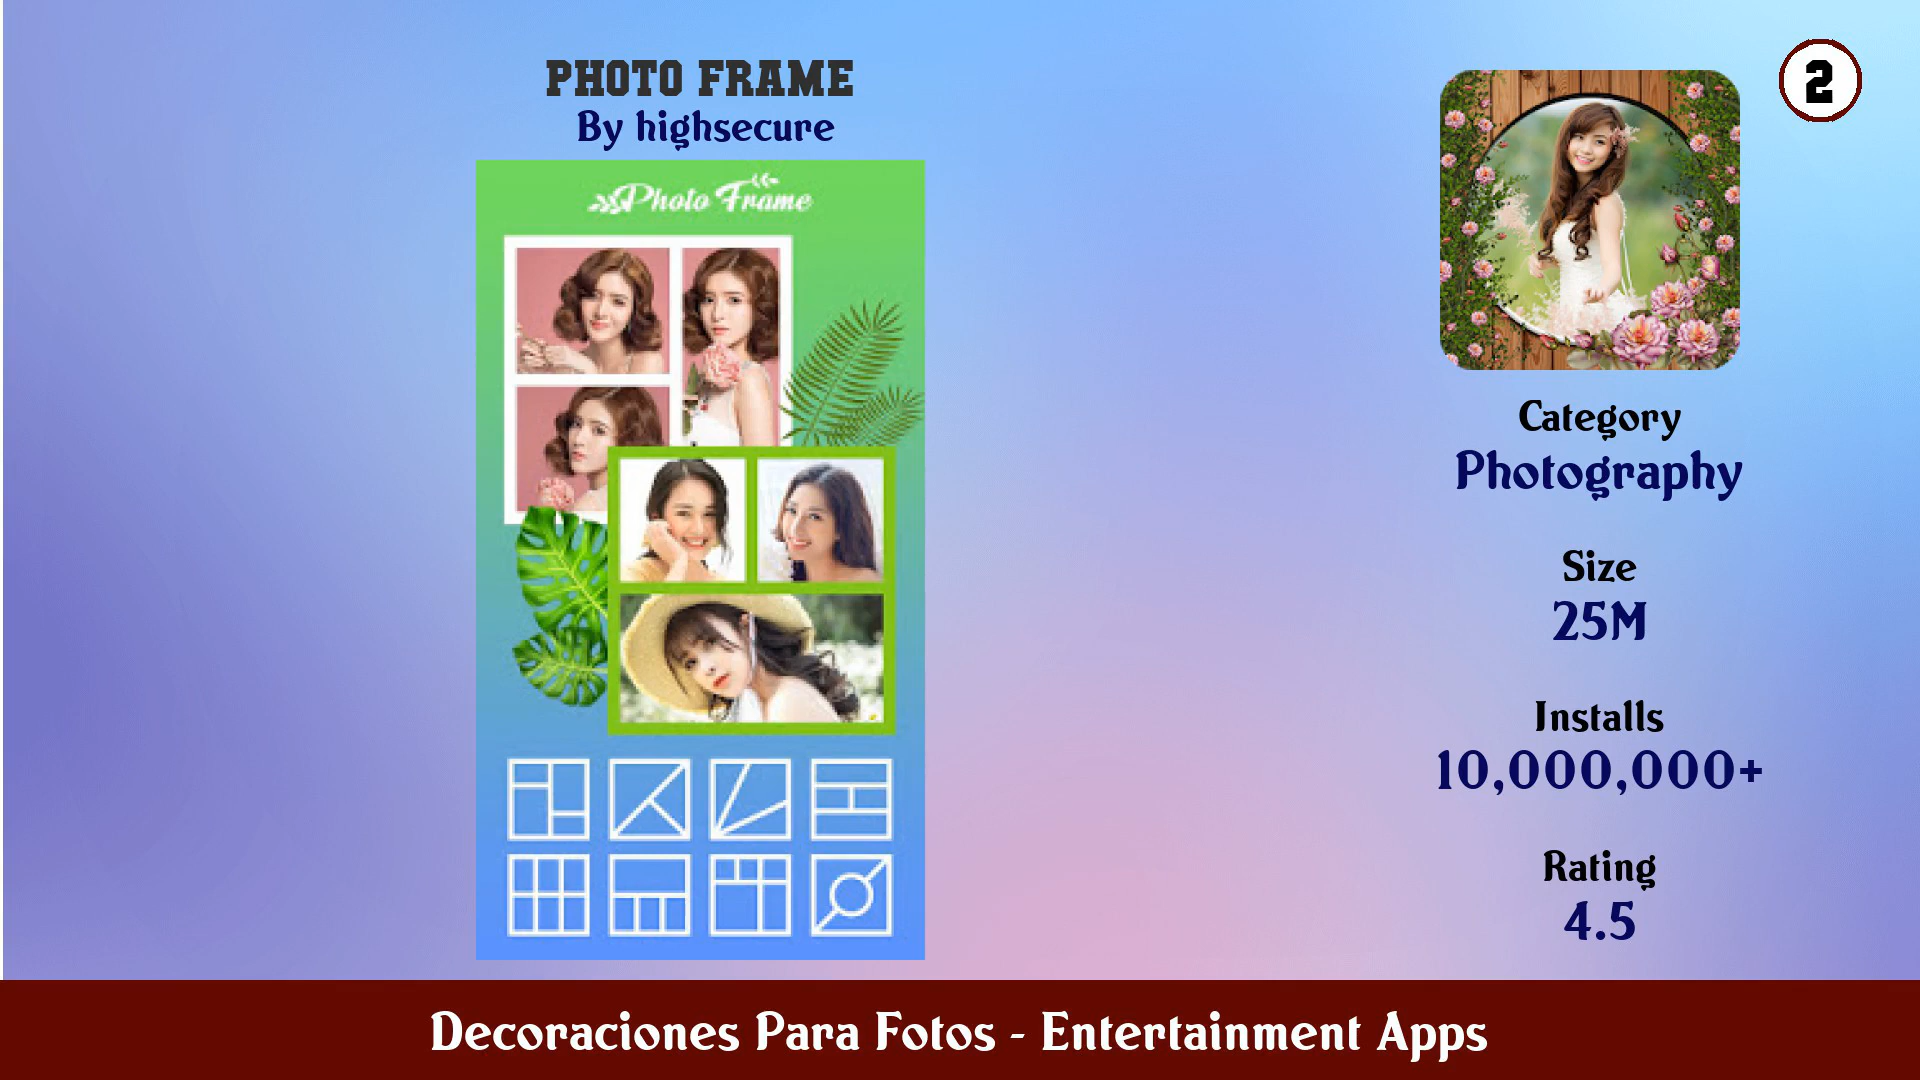 PHOTO FRAME
By highsecure
Photo Frame
2
Category
Photography
Size
25M
Installs
10,000,000+
Rating
4.5
Decoraciones Para Fotos - Entertainment Apps